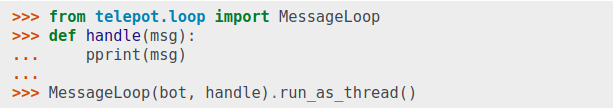 >>> from telepot.loop import MessageLoop
>>> def handle(msg):
...     pprint(msg)
...
>>> MessageLoop(bot, handle).run_as_thread()